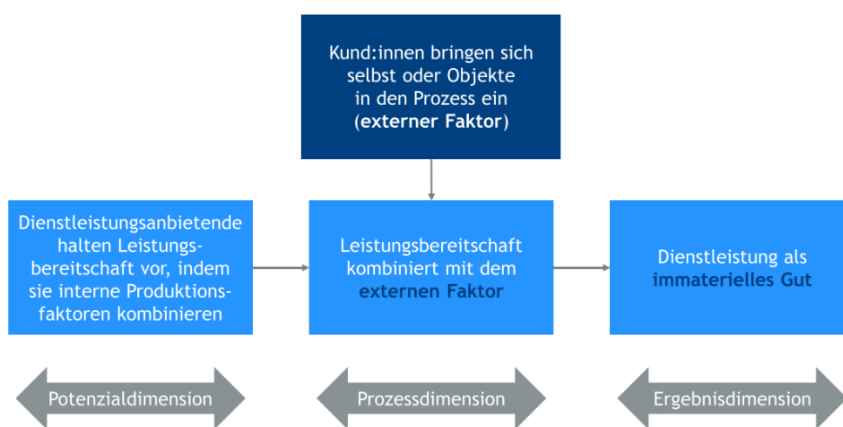 Kund:innen bringen sich
selbst oder Objekte
in den Prozess ein
(externer Faktor)
Dienstleistungsanbietende
halten Leistungs-
bereitschaft vor, indem
sie interne Produktions-
faktoren kombinieren
Leistungsbereitschaft
kombiniert mit dem
externen Faktor
Dienstleistung als
immaterielles Gut
Potenzialdimension
Prozessdimension
Ergebnisdimension